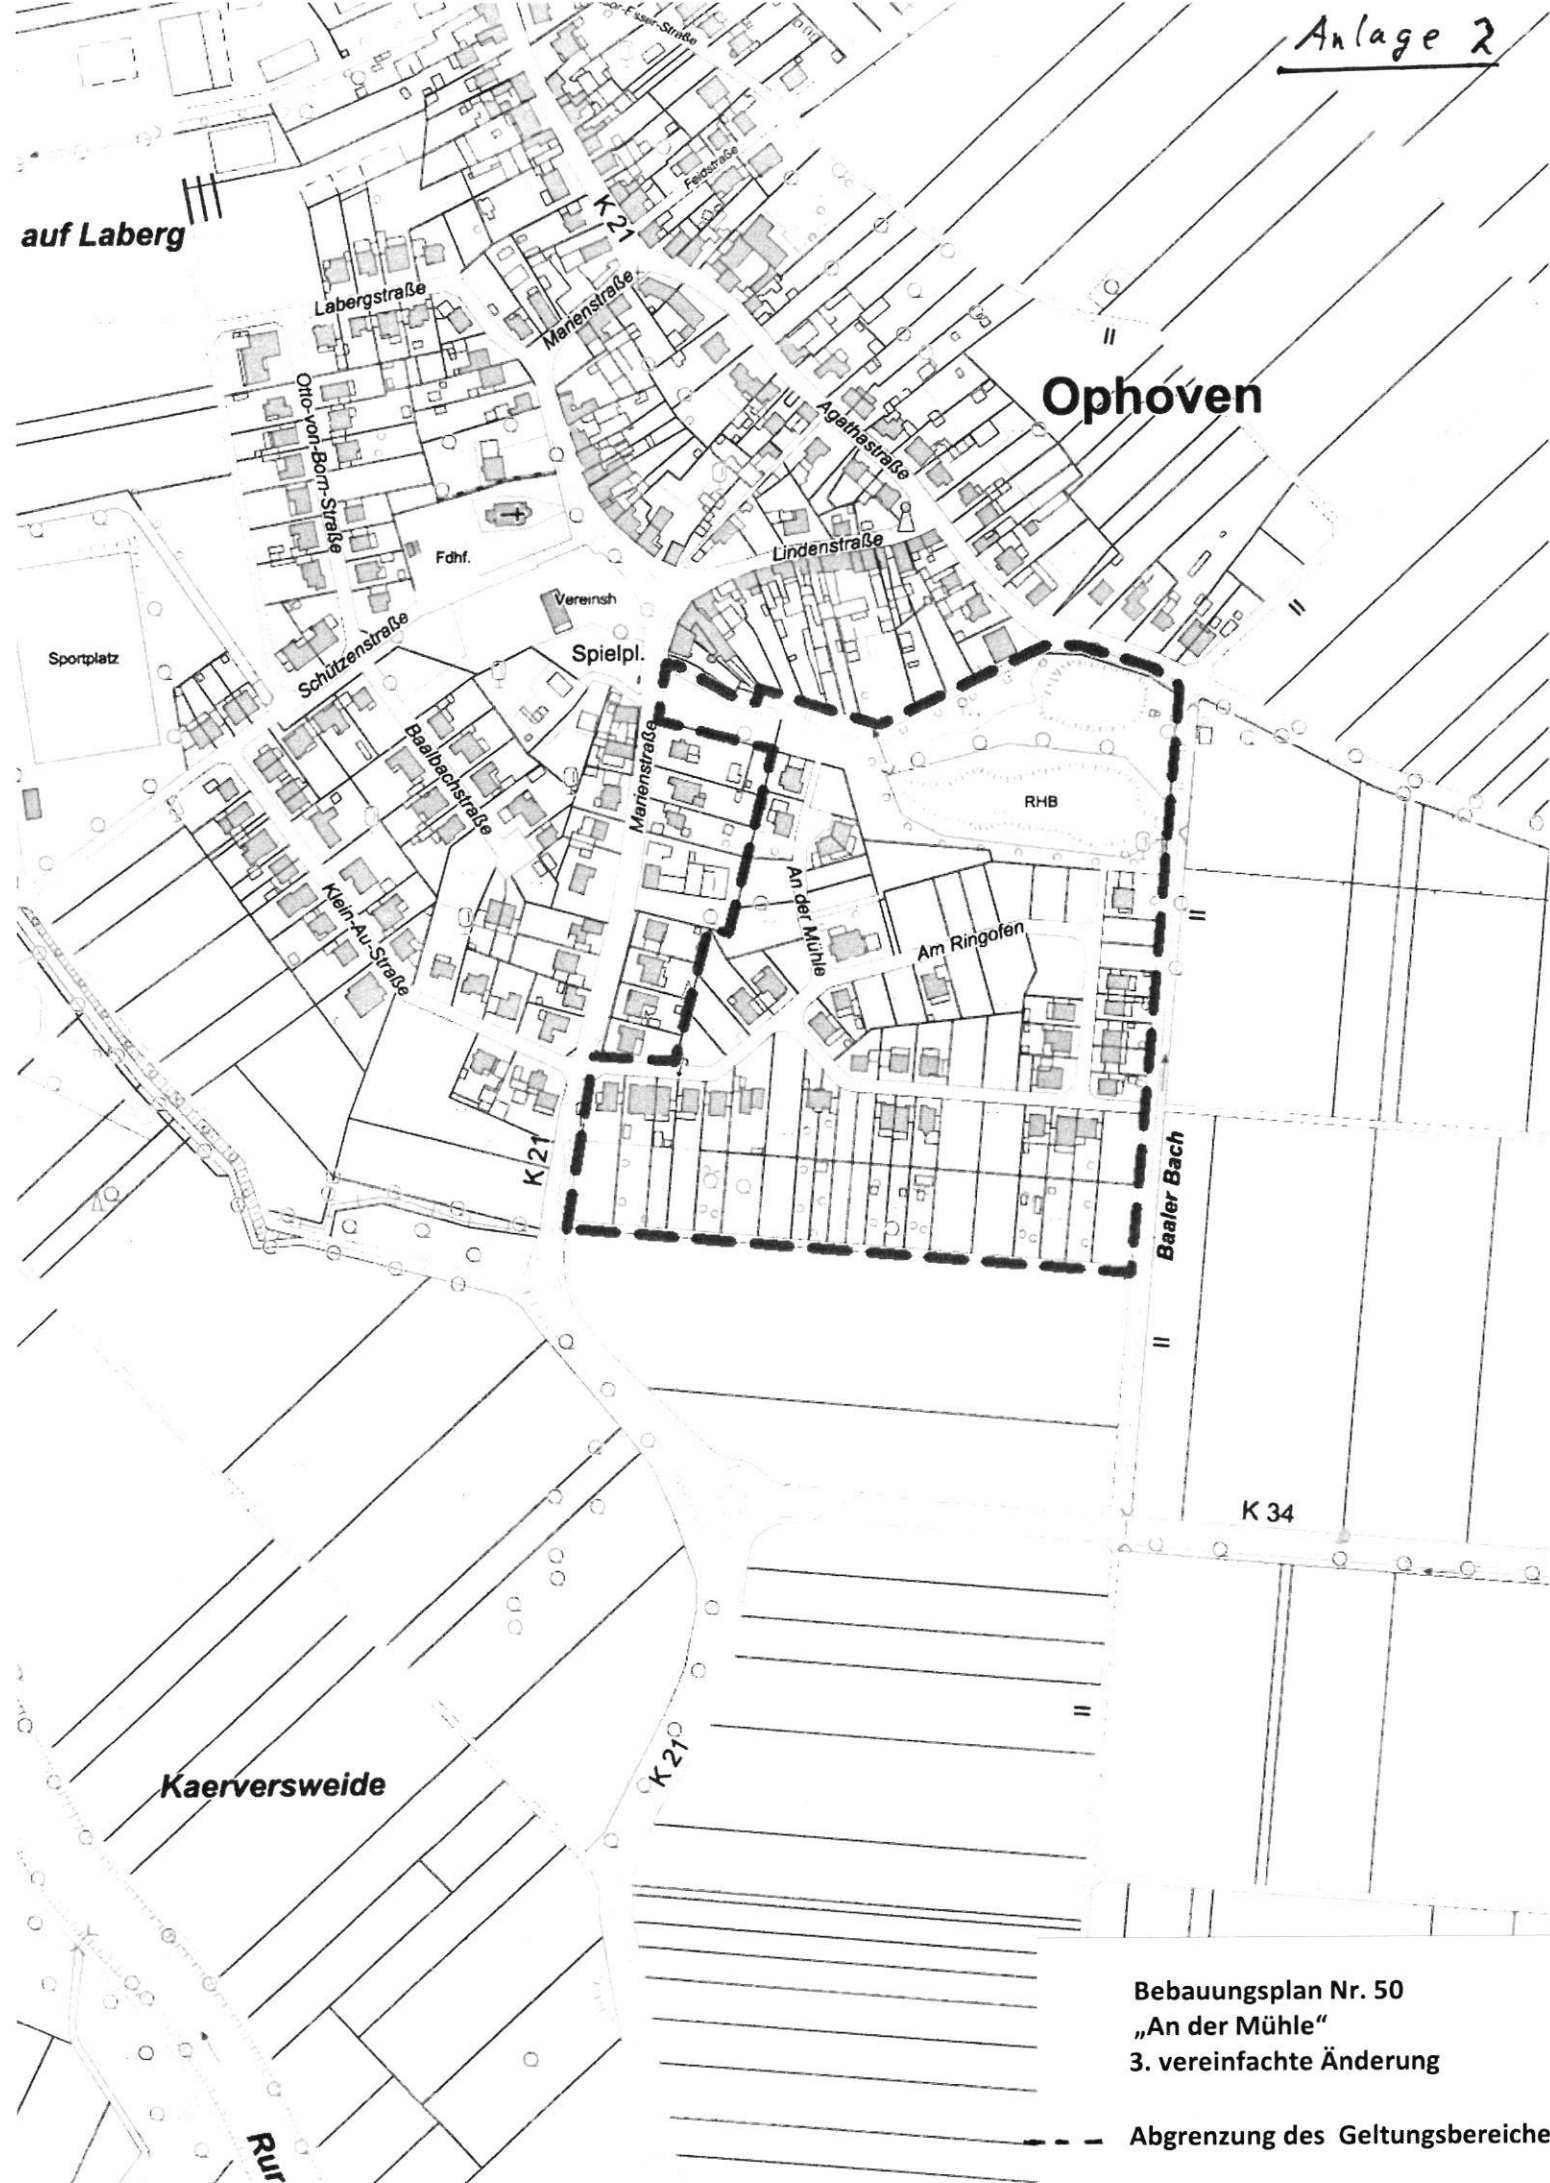 Anlage 2
Feldstraße
K 21
auf Laberg
Labergstraße
Marienstraße
Ophoven
Otto-von-Born-Straße
Agathastraße
Lindenstraße
Fdhf.
Vereinsh
Sportplatz
Schützenstraße
Spielpl.
Marienstraße
Baalbachstraße
RHB
Klein-Au-Straße
An der Mühle
Am Ringofen
K 21
Baaler Bach
K 34
K 21
Kaerversweide
Rur
Bebauungsplan Nr. 50
„An der Mühle“
3. vereinfachte Änderung
Abgrenzung des Geltungsbereiche